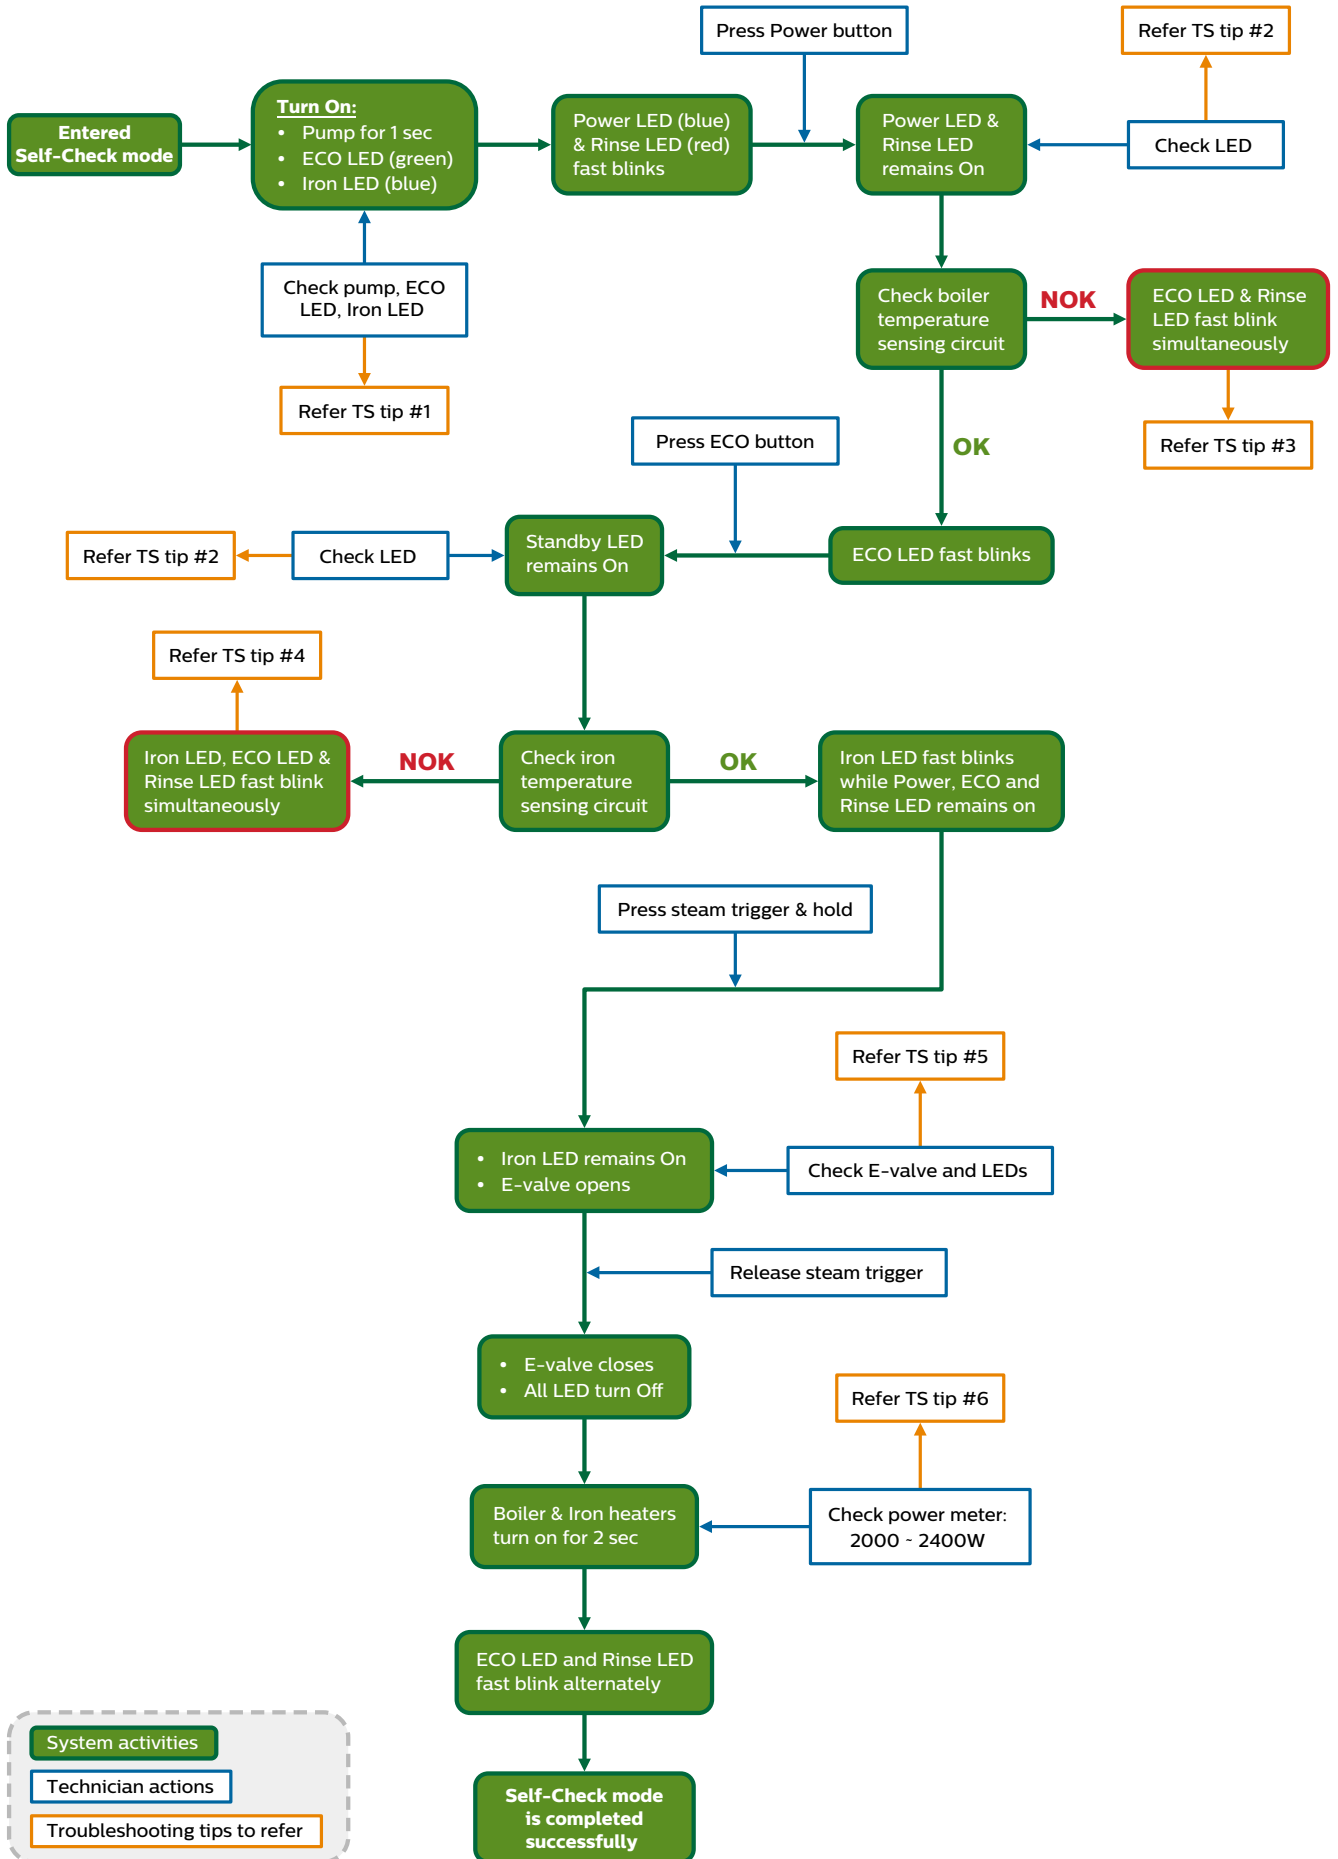 Press Power button
Refer TS tip #2
Entered
Self-Check mode
Turn On:
• Pump for 1 sec
• ECO LED (green)
• Iron LED (blue)
Power LED (blue)
& Rinse LED (red)
fast blinks
Power LED &
Rinse LED
remains On
Check LED
Check pump, ECO
LED, Iron LED
Refer TS tip #1
Check boiler
temperature
sensing circuit
NOK
ECO LED & Rinse
LED fast blink
simultaneously
Refer TS tip #3
OK
Press ECO button
Refer TS tip #2
Check LED
Standby LED
remains On
ECO LED fast blinks
Refer TS tip #4
Iron LED, ECO LED &
Rinse LED fast blink
simultaneously
NOK
Check iron
temperature
sensing circuit
OK
Iron LED fast blinks
while Power, ECO and
Rinse LED remains on
Press steam trigger & hold
Refer TS tip #5
• Iron LED remains On
• E-valve opens
Check E-valve and LEDs
Release steam trigger
• E-valve closes
• All LED turn Off
Refer TS tip #6
Boiler & Iron heaters
turn on for 2 sec
Check power meter:
2000 ~ 2400W
ECO LED and Rinse LED
fast blink alternately
Self-Check mode
is completed
successfully
System activities
Technician actions
Troubleshooting tips to refer